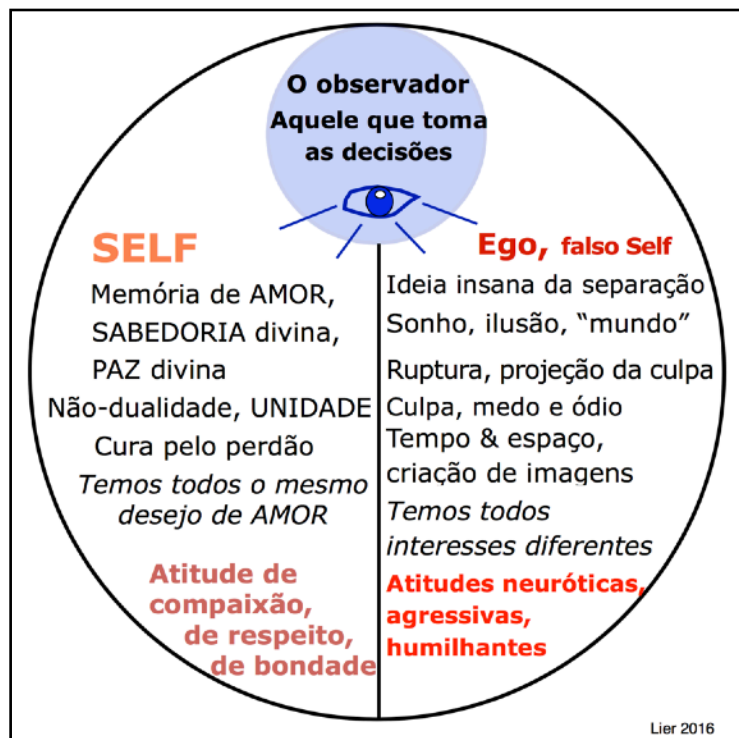 O observador
Aquele que toma
as decisões
SELF
Memória de AMOR,
SABEDORIA divina,
PAZ divina
Não-dualidade, UNIDADE
Cura pelo perdão
Temos todos o mesmo
desejo de AMOR
Atitude de
compaixão,
de respeito,
de bondade
Ego, falso Self
Ideia insana da separação
Sonho, ilusão, “mundo”
Ruptura, projeção da culpa
Culpa, medo e ódio
Tempo & espaço,
criação de imagens
Temos todos
interesses diferentes
Atitudes neuróticas,
agressivas,
humilhantes
Lier 2016